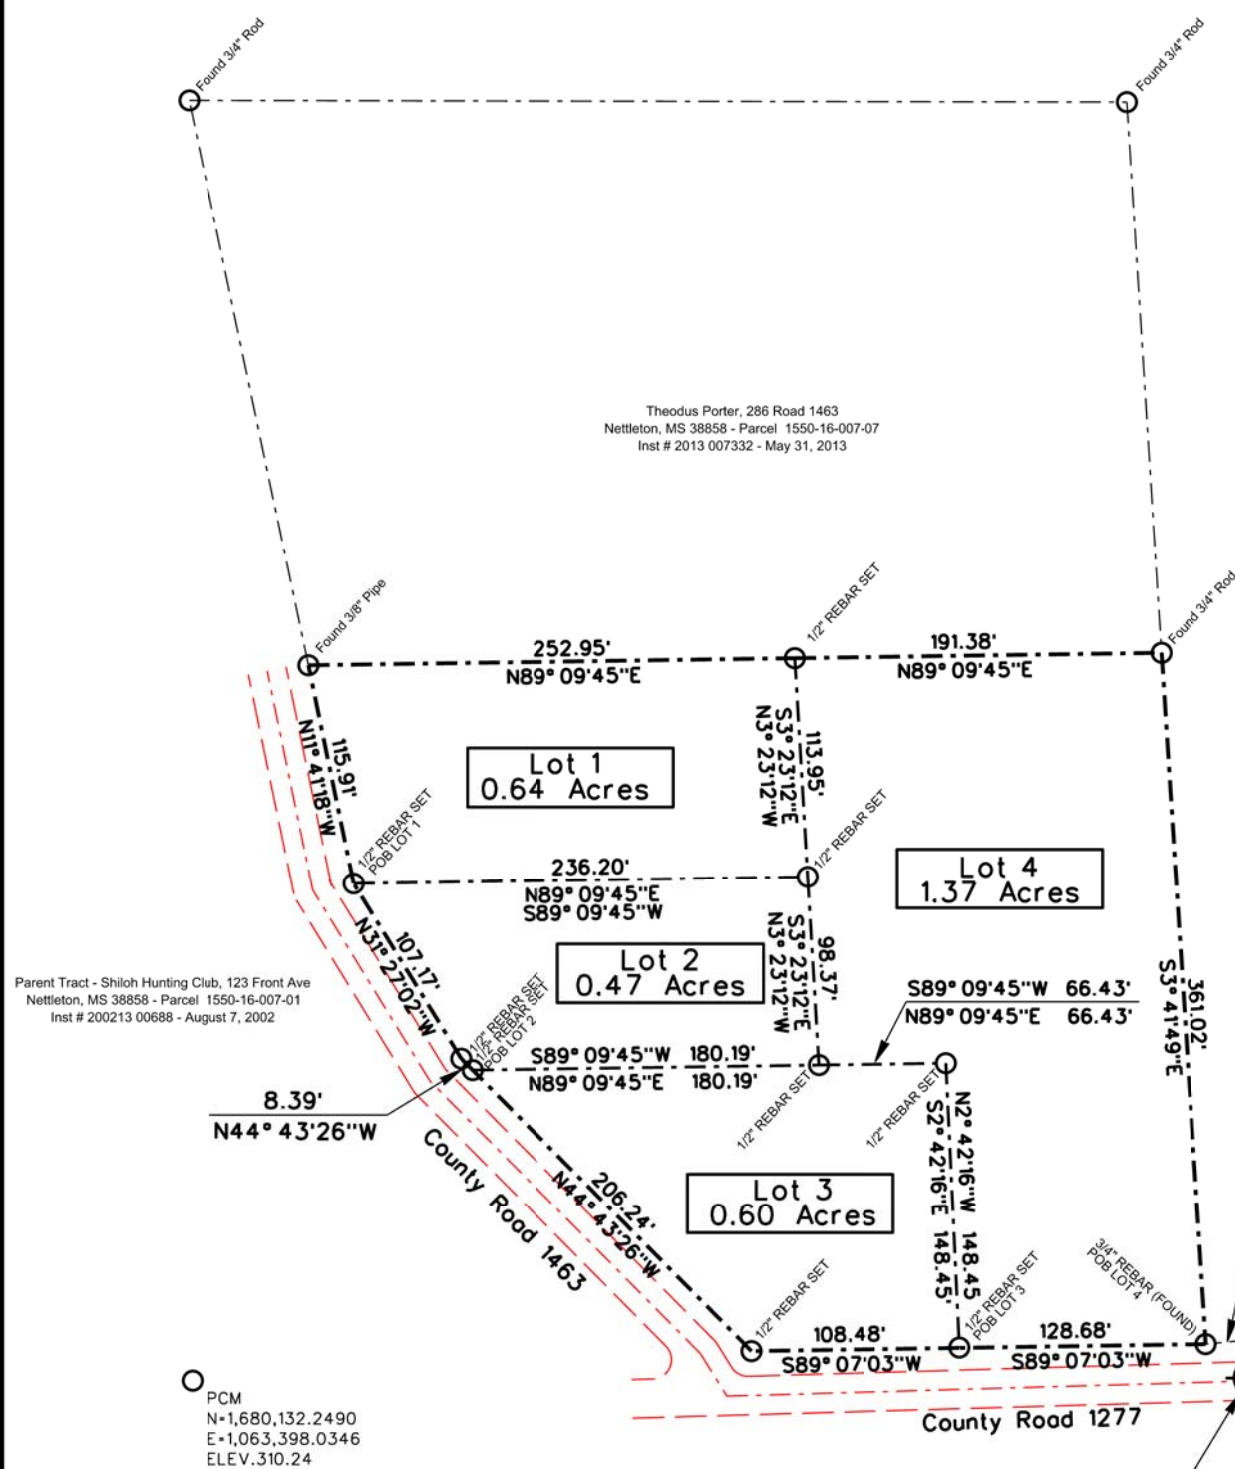 Found 3/4" Rod
Found 3/4" Rod
Theodus Porter, 286 Road 1463
Nettleton, MS 38858 - Parcel 1550-16-007-07
Inst # 2013 007332 - May 31, 2013
Found 3/8" Pipe
1/2" REBAR SET
Found 3/4" Rod
252.95'
N89° 09'45"E
191.38'
N89° 09'45"E
115.91'
N11° 41'18"W
113.95'
S3° 23'12"E
N3° 23'12"W
Lot 1
0.64 Acres
1/2" REBAR SET
POB LOT 1
1/2" REBAR SET
236.20'
N89° 09'45"E
S89° 09'45"W
Lot 4
1.37 Acres
107.17'
N31° 27'02"W
98.37'
S3° 23'12"E
N3° 23'12"W
Lot 2
0.47 Acres
361.02'
S3° 41'49"E
Parent Tract - Shiloh Hunting Club, 123 Front Ave
Nettleton, MS 38858 - Parcel 1550-16-007-01
Inst # 200213 00688 - August 7, 2002
S89° 09'45"W 66.43'
N89° 09'45"E 66.43'
1/2" REBAR SET
1/2" REBAR SET
POB LOT 2
S89° 09'45"W 180.19'
N89° 09'45"E 180.19'
8.39'
N44° 43'26"W
1/2" REBAR SET
1/2" REBAR SET
N2° 42'16"W 148.45
S2° 42'16"E 148.45'
County Road 1463
206.24'
N44° 43'26"W
Lot 3
0.60 Acres
1/2" REBAR SET
1/2" REBAR SET
POB LOT 3
3/4" REBAR (FOUND)
POB LOT 4
108.48'
S89° 07'03"W
128.68'
S89° 07'03"W
County Road 1277
PCM
N=1,680,132.2490
E=1,063,398.0346
ELEV.310.24